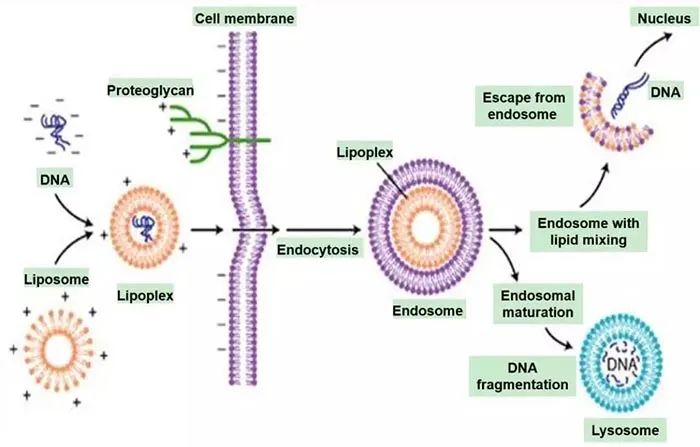 Cell membrane
Nucleus
Proteoglycan
DNA
Escape from
endosome
Lipoplex
DNA
Liposome
Lipoplex
Endocytosis
Endosome
Endosome with
lipid mixing
Endosomal
maturation
DNA
fragmentation
DNA
Lysosome